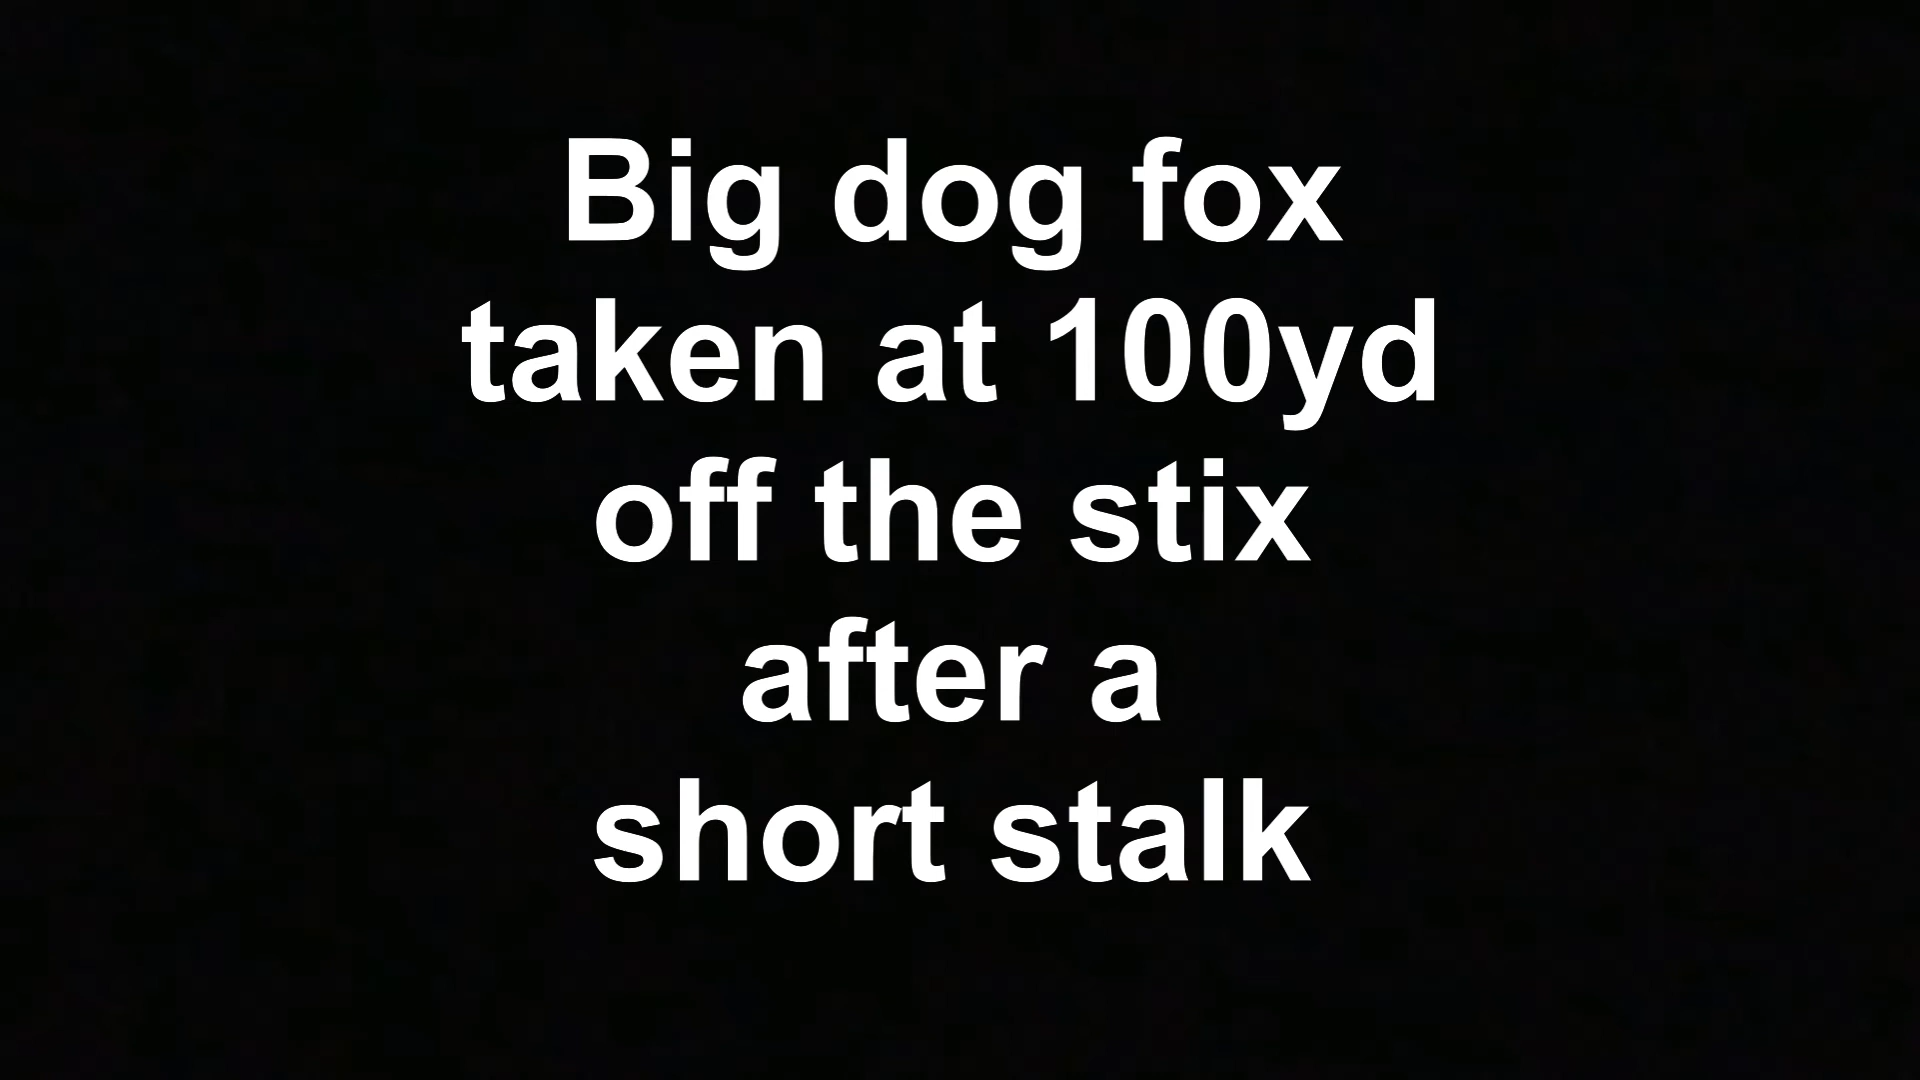 Big dog fox
taken at 100yd
off the stix
after a
short stalk